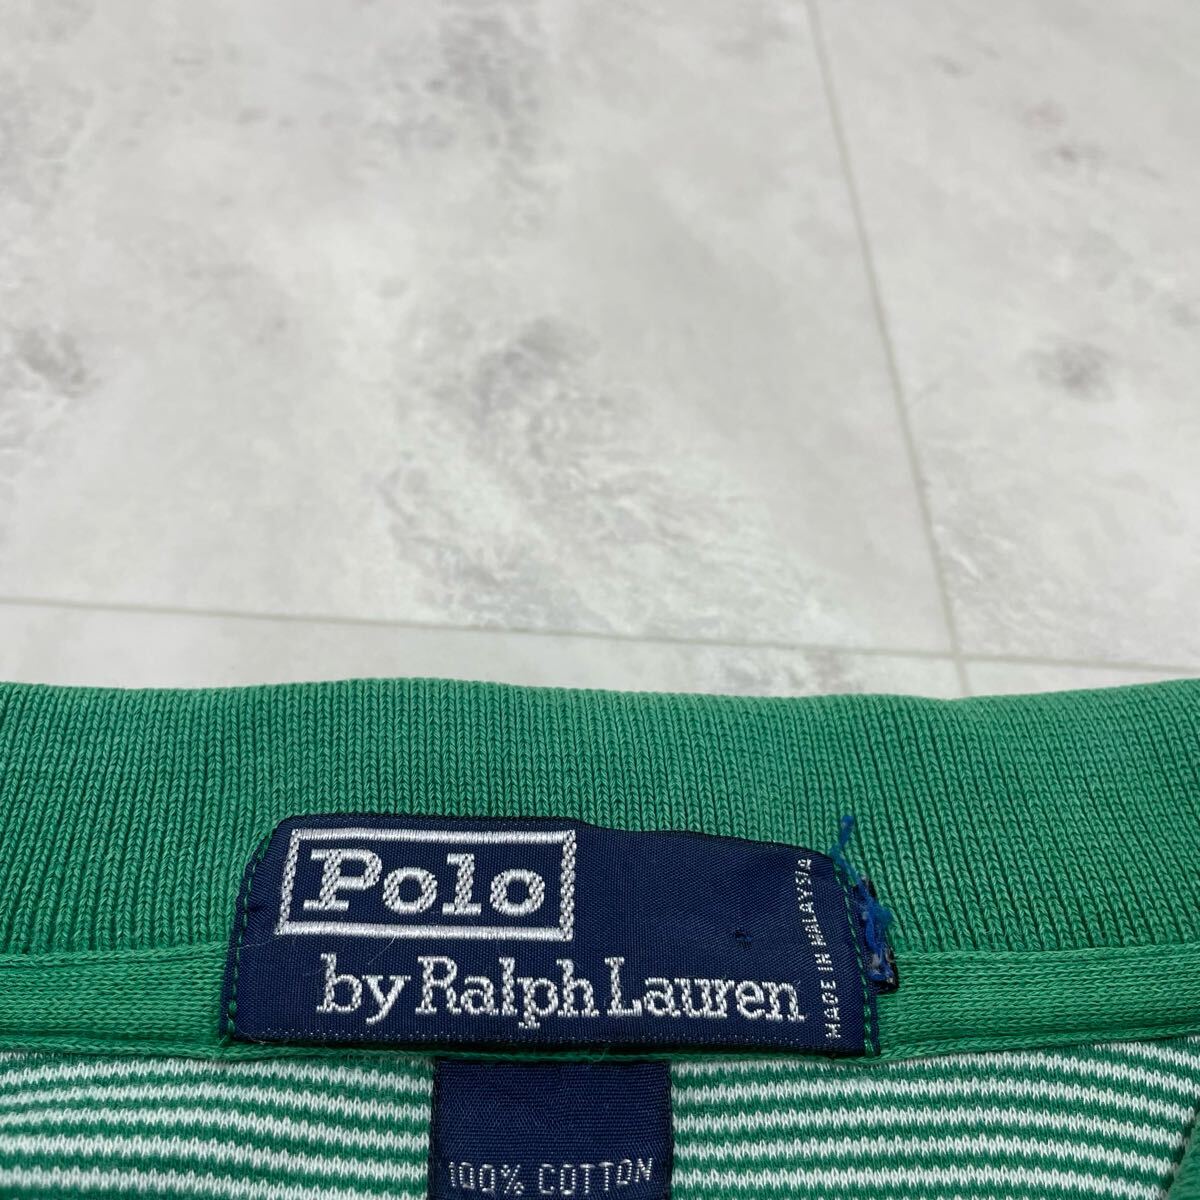 Polo
by Ralph Lauren
MADE IN MALAYSIA
100% COTTON